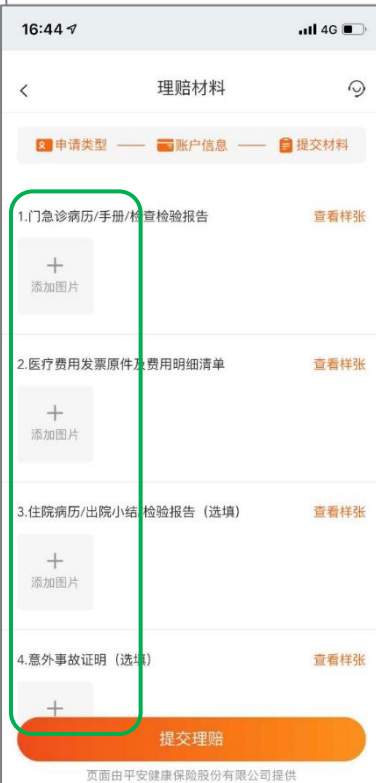 16:44
4G
理赔材料
申请类型 —— 账户信息 —— 提交材料
1.门急诊病历/手册/检查检验报告 查看样张
添加图片
2.医疗费用发票原件及费用明细清单 查看样张
添加图片
3.住院病历/出院小结/检验报告（选填） 查看样张
添加图片
4.意外事故证明（选填） 查看样张
提交理赔
页面由平安健康保险股份有限公司提供